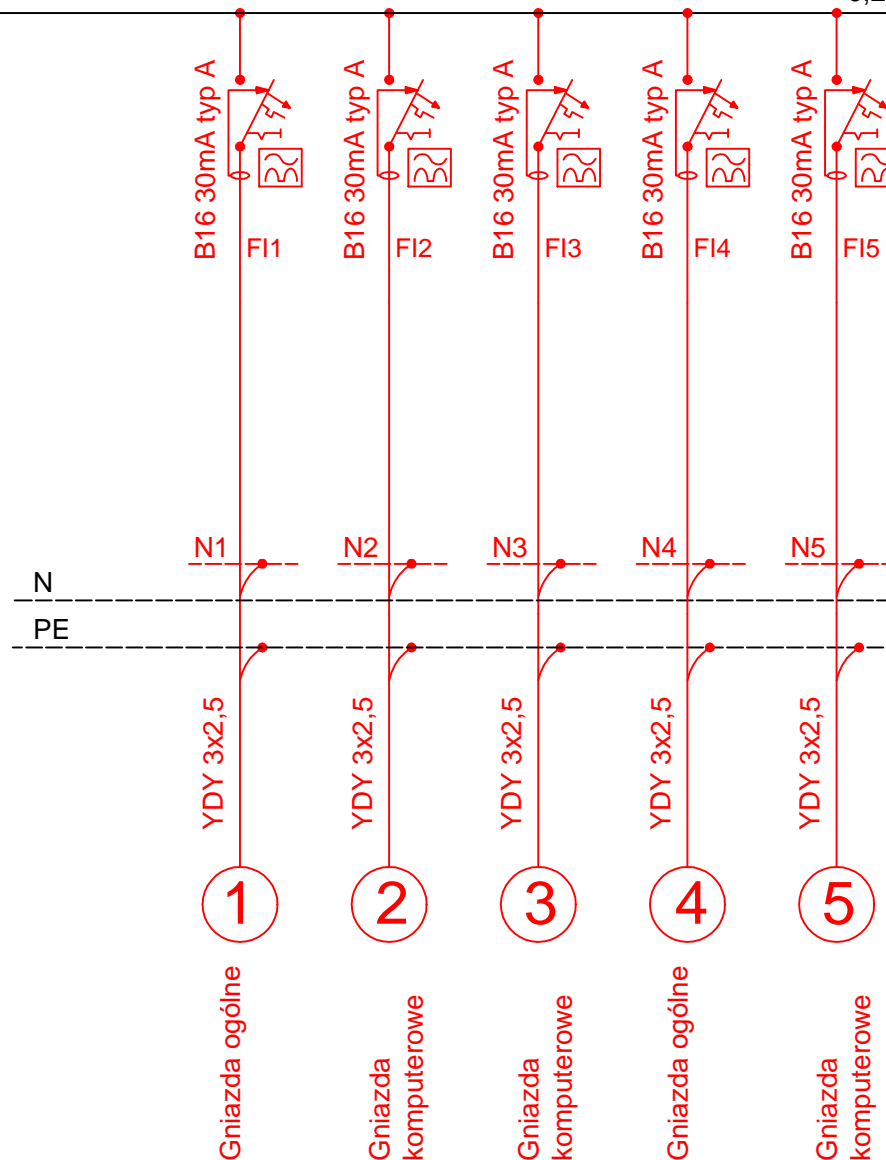 B16 30mA typ A
B16 30mA typ A
B16 30mA typ A
B16 30mA typ A
B16 30mA typ A
FI1
FI2
FI3
FI4
FI5
N1
N2
N3
N4
N5
N
PE
YDY 3x2,5
YDY 3x2,5
YDY 3x2,5
YDY 3x2,5
YDY 3x2,5
1
2
3
4
5
Gniazda ogólne
Gniazda
komputerowe
Gniazda
komputerowe
Gniazda ogólne
Gniazda
komputerowe